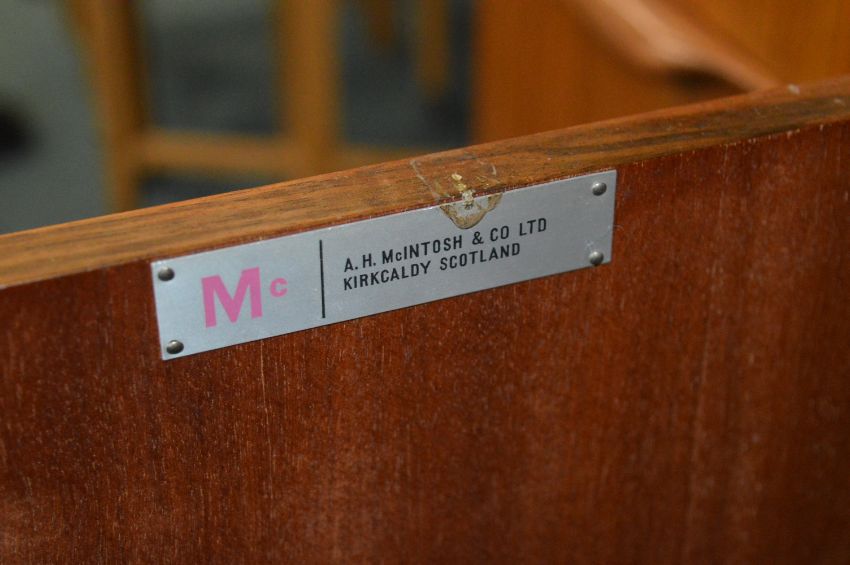 Mc
A.H. McINTOSH & CO LTD
KIRKCALDY SCOTLAND